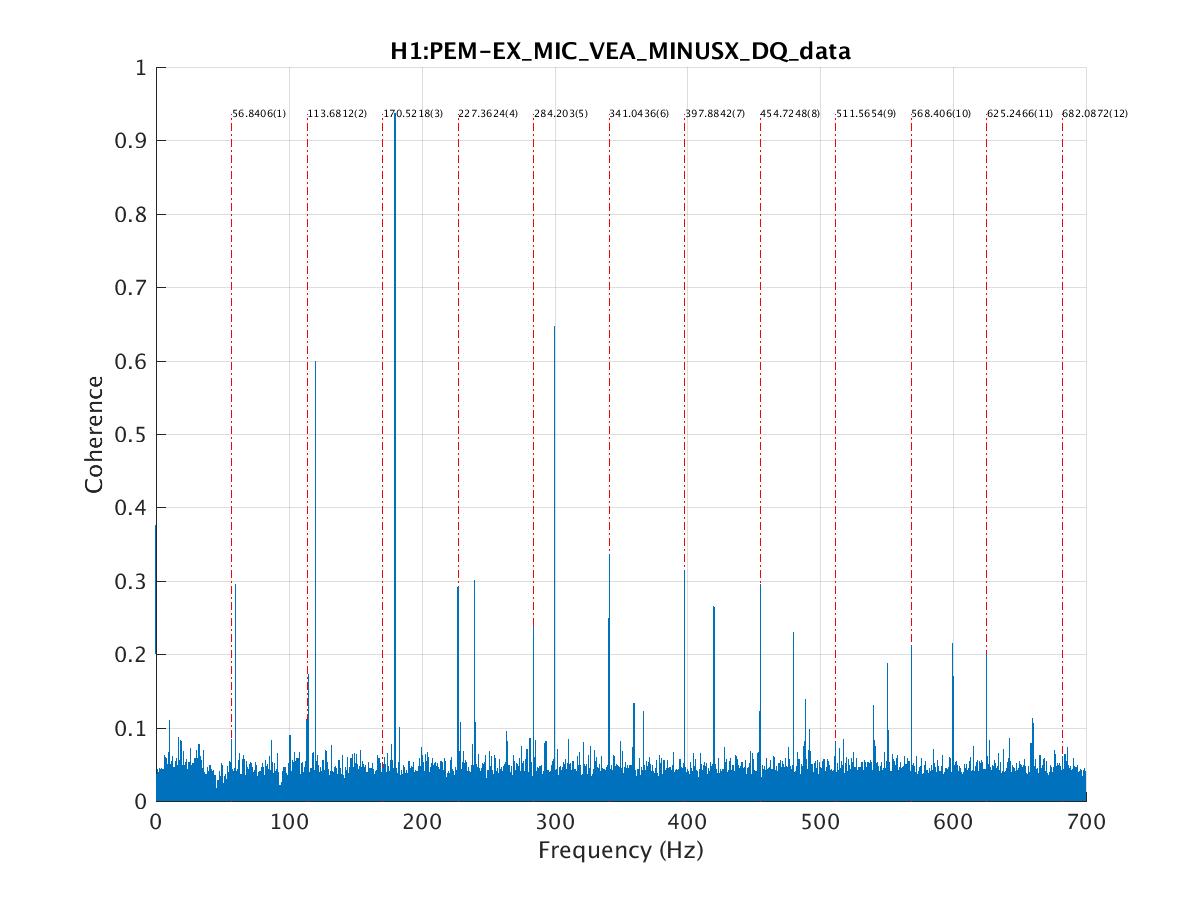 H1:PEM-EX_MIC_VEA_MINUSX_DQ_data
1
56.8406(1) 113.6812(2) 170.5218(3) 227.3624(4) 284.203(5) 341.0436(6) 397.8842(7) 454.7248(8) 511.5654(9) 568.406(10) 625.2466(11) 682.0872(12)
0.9
0.8
0.7
0.6
0.5
0.4
0.3
0.2
0.1
0
Coherence
0 100 200 300 400 500 600 700
Frequency (Hz)